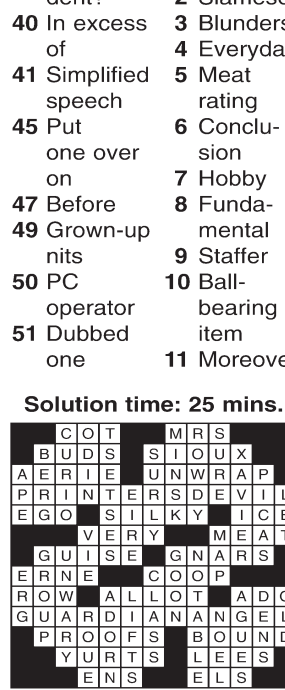 dent?
40 In excess
of
41 Simplified
speech
45 Put
one over
on
47 Before
49 Grown-up
nits
50 PC
operator
51 Dubbed
one
2 Siamese
3 Blunders
4 Everyda
5 Meat
rating
6 Conclu-
sion
7 Hobby
8 Funda-
mental
9 Staffer
10 Ball-
bearing
item
11 Moreove
Solution time: 25 mins.
COT MRS
BUDS SIOUX
AERIE UNWRAP
PRINTERSDEVIL
EGO SILKY ICE
VERY MEAT
GUISE GNARS
ERNE COOP
ROW ALLOT ADO
GUARDIANANGEL
PROOFS BOUND
YURTS LEES
ENS ELS